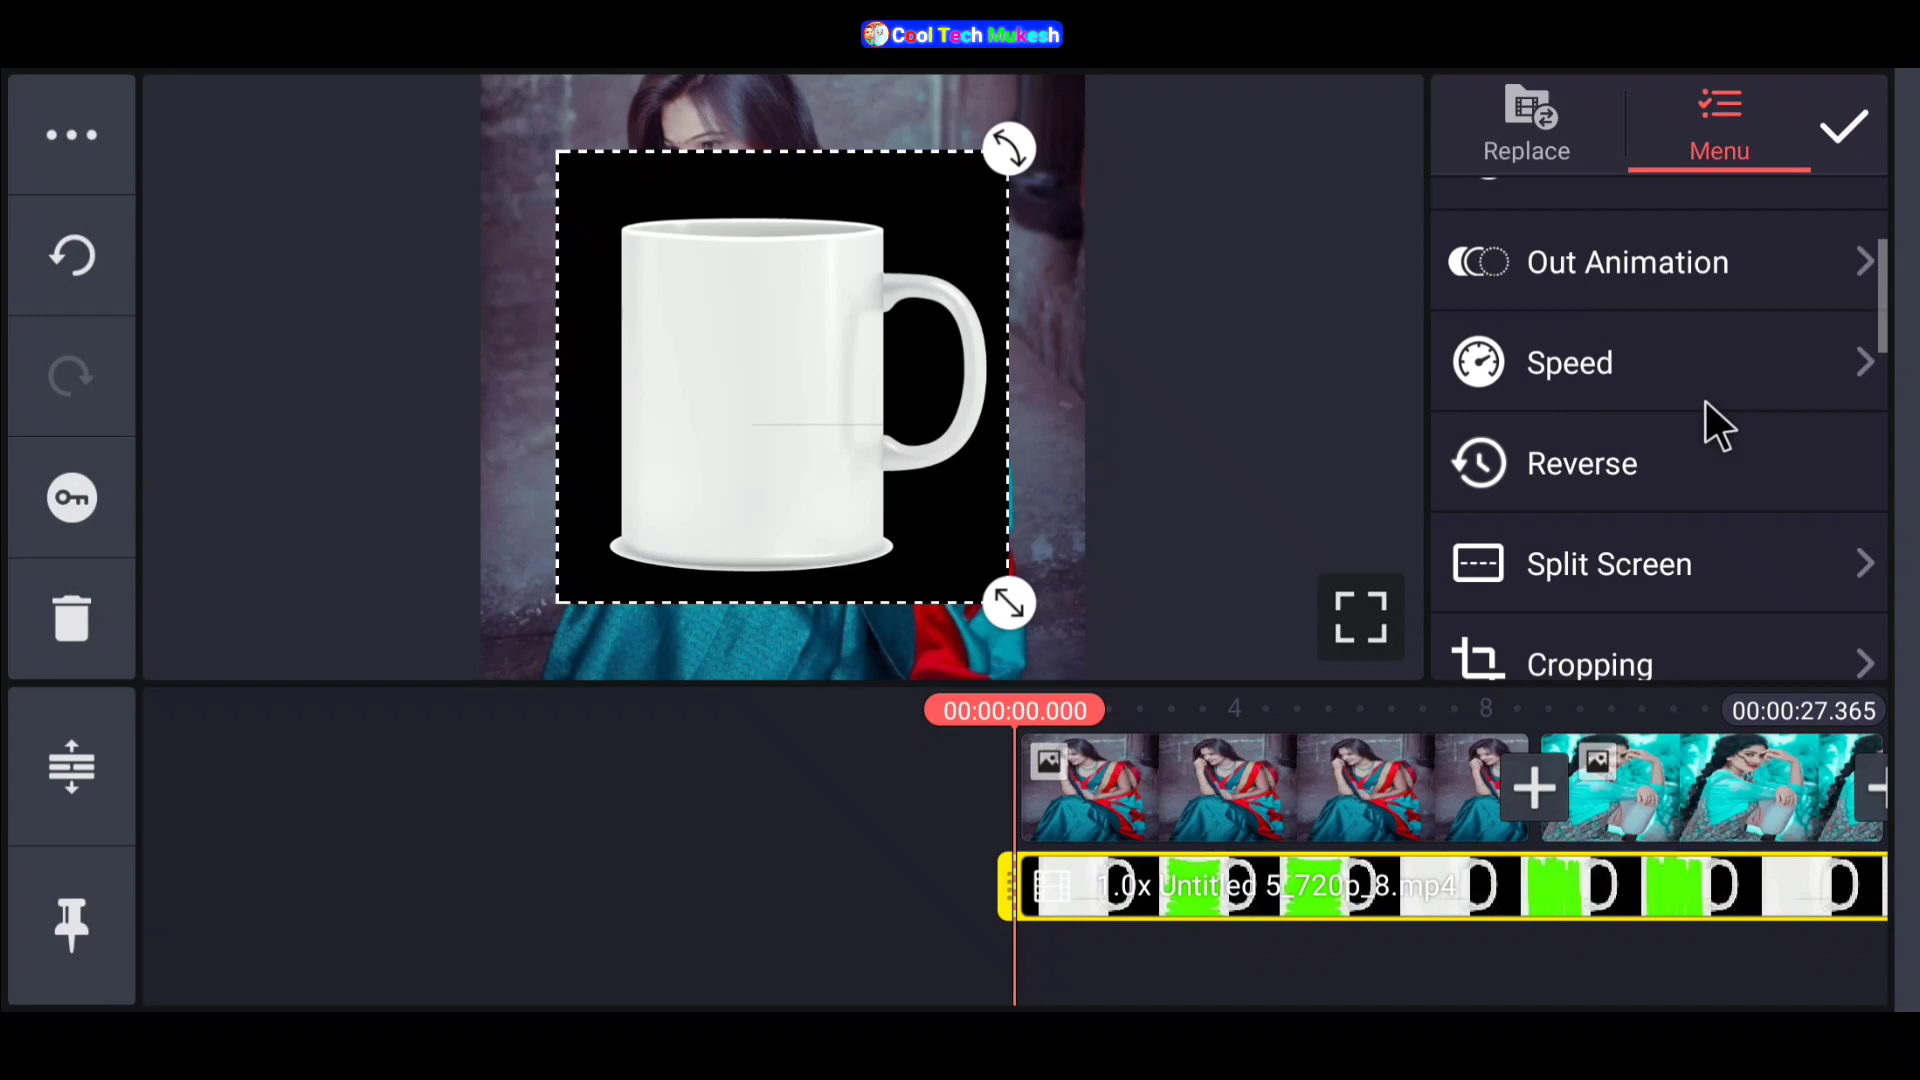 Cool Tech Mukesh
Replace
Menu
Out Animation
Speed
Reverse
Split Screen
Cropping
00:00:00.000
4
8
00:00:27.365
1.0x Untitled 5_720p_8.mp4